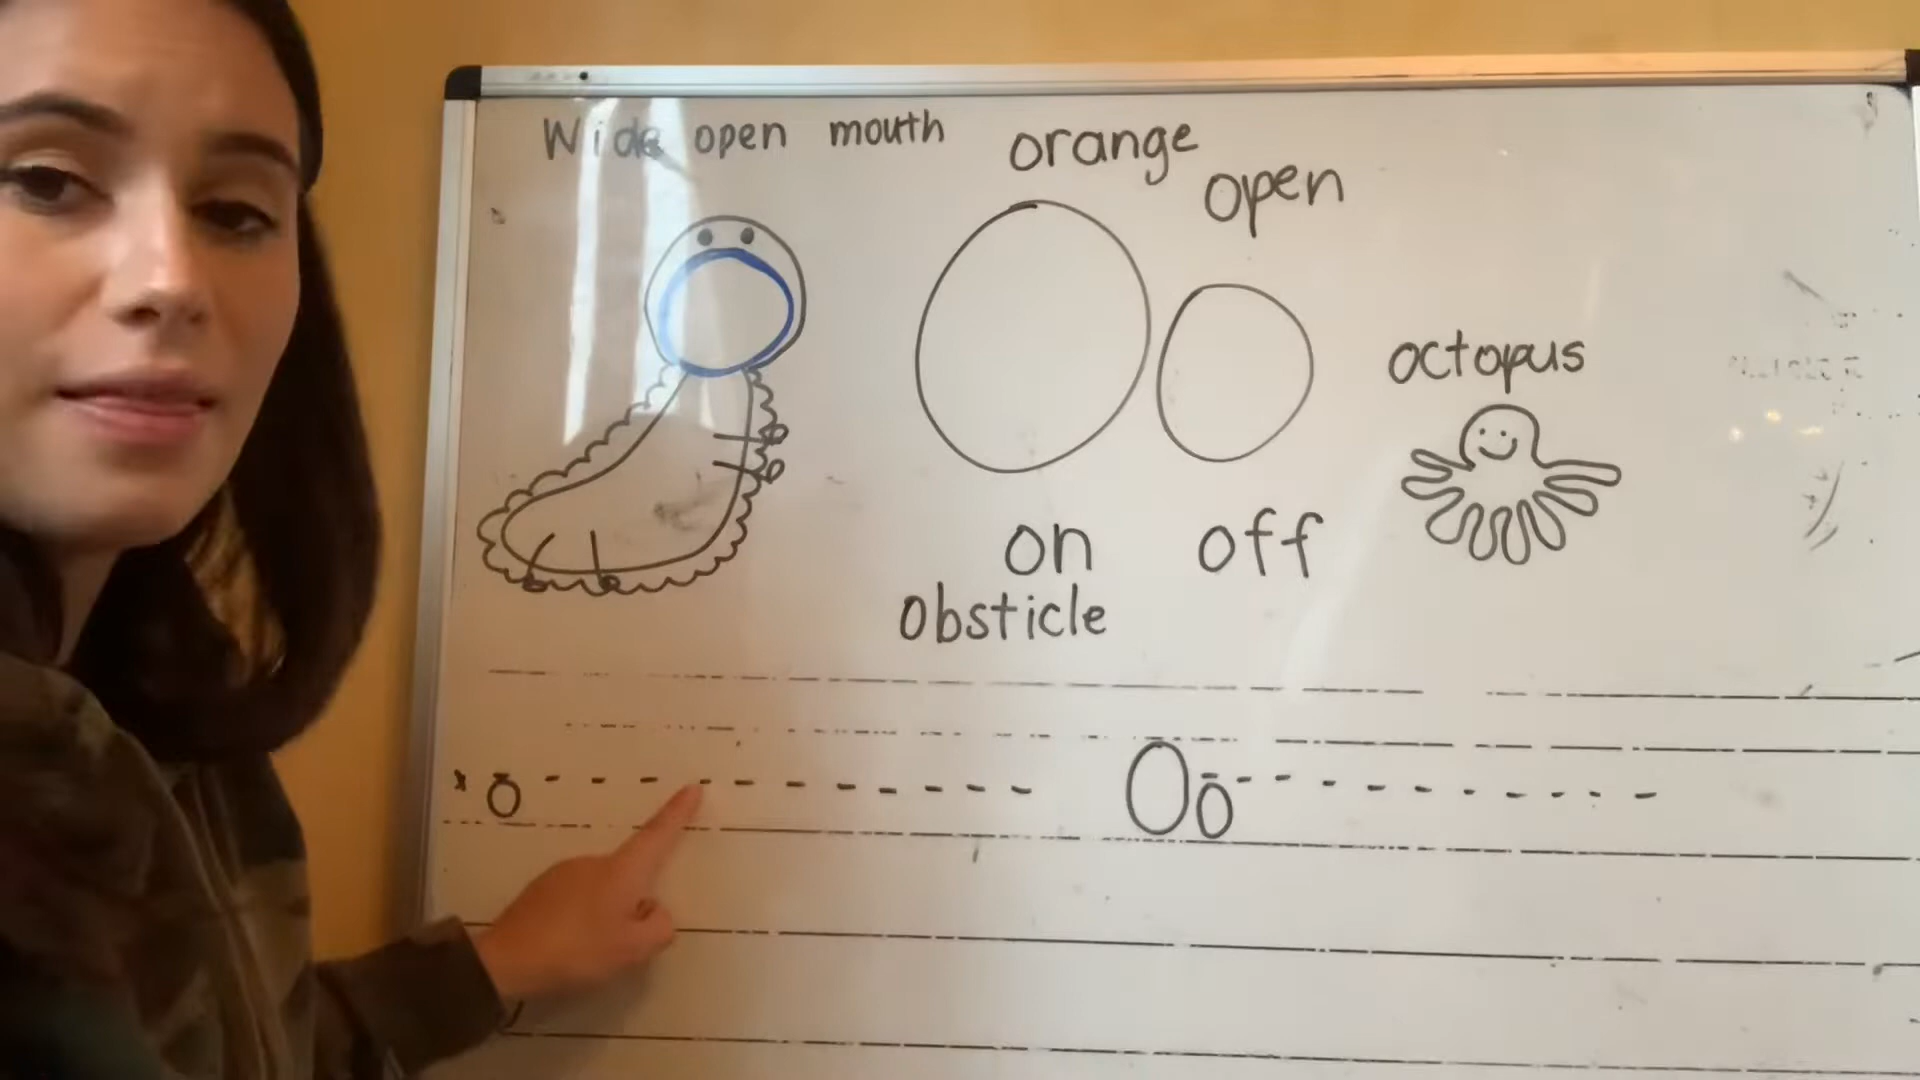 Wide open mouth
orange
open
octopus
on off
Obsticle
o
Oo